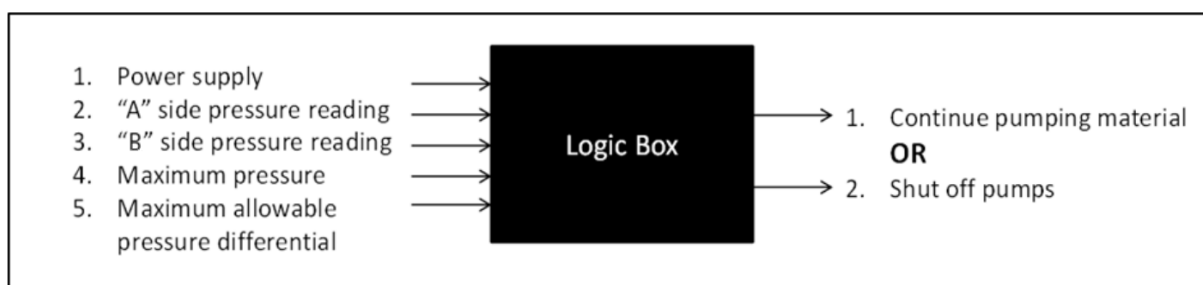 1. Power supply
2. “A” side pressure reading
3. “B” side pressure reading
4. Maximum pressure
5. Maximum allowable
pressure differential
Logic Box
1. Continue pumping material
OR
2. Shut off pumps